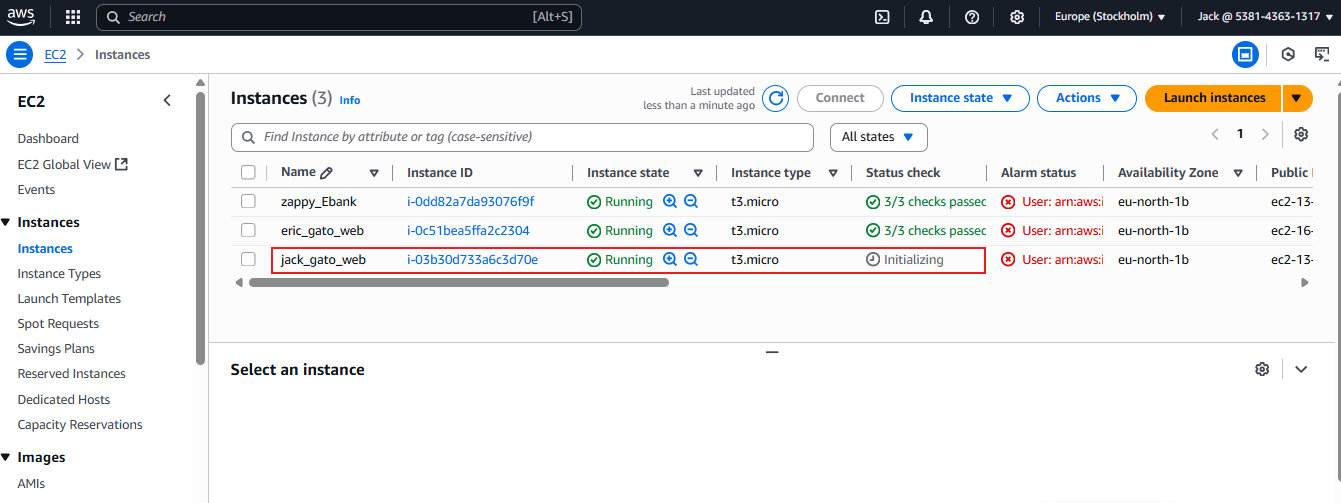 aws Search [Alt+S] Europe (Stockholm) Jack @ 5381-4363-1317
EC2 Instances
EC2
Dashboard
EC2 Global View
Events
Instances
Instances
Instance Types
Launch Templates
Spot Requests
Savings Plans
Reserved Instances
Dedicated Hosts
Capacity Reservations
Images
AMIs
Instances (3) Info
Last updated
less than a minute ago
Connect Instance state Actions Launch instances
Find Instance by attribute or tag (case-sensitive) All states 1
Name Instance ID Instance state Instance type Status check Alarm status Availability Zone Public
zappy_Ebank i-0dd82a7da93076f9f Running t3.micro 3/3 checks passed User: arn:aws:i eu-north-1b ec2-13-
eric_gato_web i-0c51bea5ffa2c2304 Running t3.micro 3/3 checks passed User: arn:aws:i eu-north-1b ec2-16-
jack_gato_web i-03b30d733a6c3d70e Running t3.micro Initializing User: arn:aws:i eu-north-1b ec2-13-
Select an instance